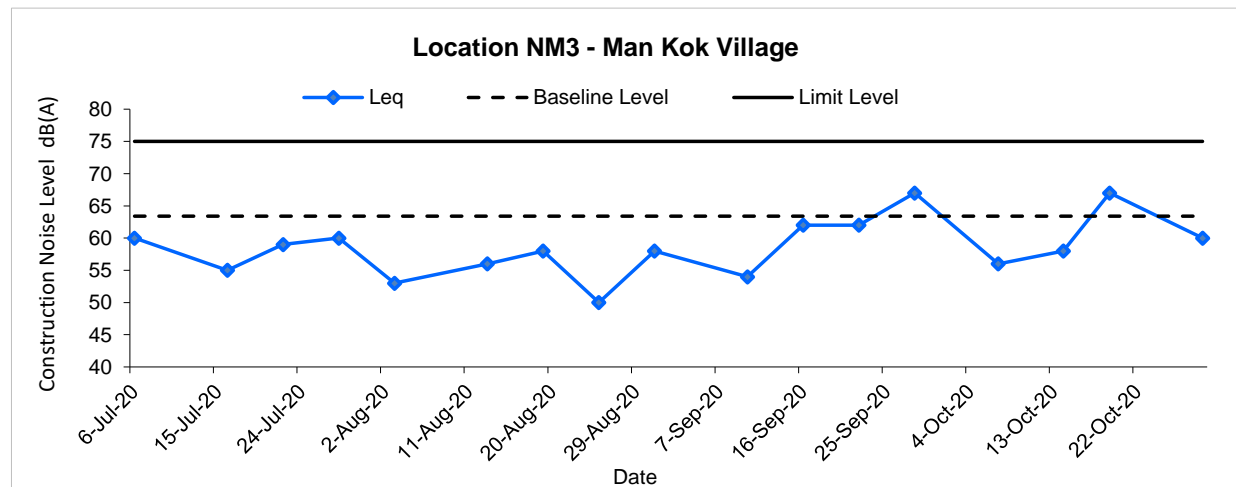 Location NM3 - Man Kok Village
Leq Baseline Level Limit Level
Construction Noise Level dB(A)
80
75
70
65
60
55
50
45
40
6-Jul-20 15-Jul-20 24-Jul-20 2-Aug-20 11-Aug-20 20-Aug-20 29-Aug-20 7-Sep-20 16-Sep-20 25-Sep-20 4-Oct-20 13-Oct-20 22-Oct-20
Date